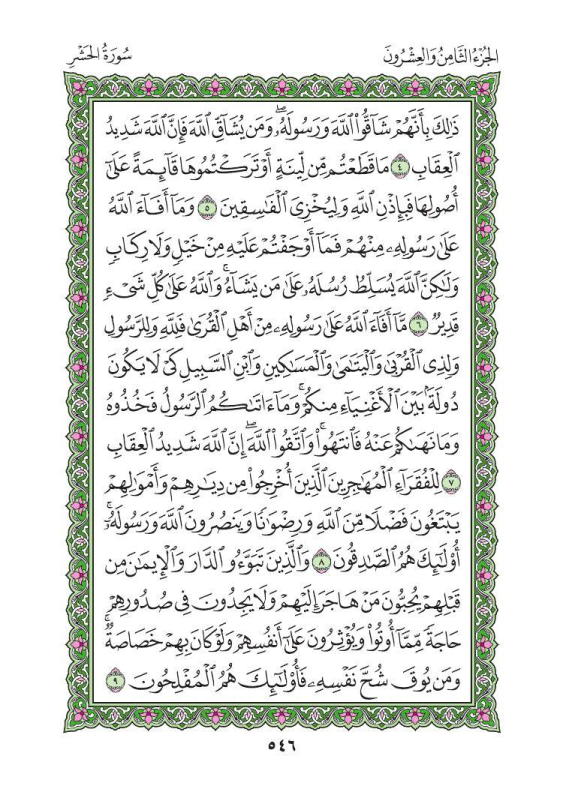 الجُزْءُ الثَّامِنُ وَالعِشْرُونَ
سُورَةُ الحَشْرِ
ذَٰلِكَ بِأَنَّهُمْ شَاقُّوا۟ ٱللَّهَ وَرَسُولَهُۥ ۖ وَمَن يُشَاقِّ ٱللَّهَ فَإِنَّ ٱللَّهَ شَدِيدُ
ٱلْعِقَابِ ٤ مَا قَطَعْتُم مِّن لِّينَةٍ أَوْ تَرَكْتُمُوهَا قَآئِمَةً عَلَىٰٓ
أُصُولِهَا فَبِإِذْنِ ٱللَّهِ وَلِيُخْزِىَ ٱلْفَٰسِقِينَ ٥ وَمَآ أَفَآءَ ٱللَّهُ
عَلَىٰ رَسُولِهِۦ مِنْهُمْ فَمَآ أَوْجَفْتُمْ عَلَيْهِ مِنْ خَيْلٍ وَلَا رِكَابٍ
وَلَٰكِنَّ ٱللَّهَ يُسَلِّطُ رُسُلَهُۥ عَلَىٰ مَن يَشَآءُ ۚ وَٱللَّهُ عَلَىٰ كُلِّ شَىْءٍ
قَدِيرٌ ٦ مَّآ أَفَآءَ ٱللَّهُ عَلَىٰ رَسُولِهِۦ مِنْ أَهْلِ ٱلْقُرَىٰ فَلِلَّهِ وَلِلرَّسُولِ
وَلِذِى ٱلْقُرْبَىٰ وَٱلْيَتَٰمَىٰ وَٱلْمَسَٰكِينِ وَٱبْنِ ٱلسَّبِيلِ كَىْ لَا يَكُونَ
دُولَةًۢ بَيْنَ ٱلْأَغْنِيَآءِ مِنكُمْ ۚ وَمَآ ءَاتَىٰكُمُ ٱلرَّسُولُ فَخُذُوهُ
وَمَا نَهَىٰكُمْ عَنْهُ فَٱنتَهُوا۟ ۚ وَٱتَّقُوا۟ ٱللَّهَ ۖ إِنَّ ٱللَّهَ شَدِيدُ ٱلْعِقَابِ
٧ لِلْفُقَرَآءِ ٱلْمُهَٰجِرِينَ ٱلَّذِينَ أُخْرِجُوا۟ مِن دِيَٰرِهِمْ وَأَمْوَٰلِهِمْ
يَبْتَغُونَ فَضْلًا مِّنَ ٱللَّهِ وَرِضْوَٰنًا وَيَنصُرُونَ ٱللَّهَ وَرَسُولَهُۥٓ ۚ
أُو۟لَٰٓئِكَ هُمُ ٱلصَّٰدِقُونَ ٨ وَٱلَّذِينَ تَبَوَّءُو ٱلدَّارَ وَٱلْإِيمَٰنَ مِن
قَبْلِهِمْ يُحِبُّونَ مَنْ هَاجَرَ إِلَيْهِمْ وَلَا يَجِدُونَ فِى صُدُورِهِمْ
حَاجَةً مِّمَّآ أُوتُوا۟ وَيُؤْثِرُونَ عَلَىٰٓ أَنفُسِهِمْ وَلَوْ كَانَ بِهِمْ خَصَاصَةٌ ۚ
وَمَن يُوقَ شُحَّ نَفْسِهِۦ فَأُو۟لَٰٓئِكَ هُمُ ٱلْمُفْلِحُونَ ٩
٥٤٦